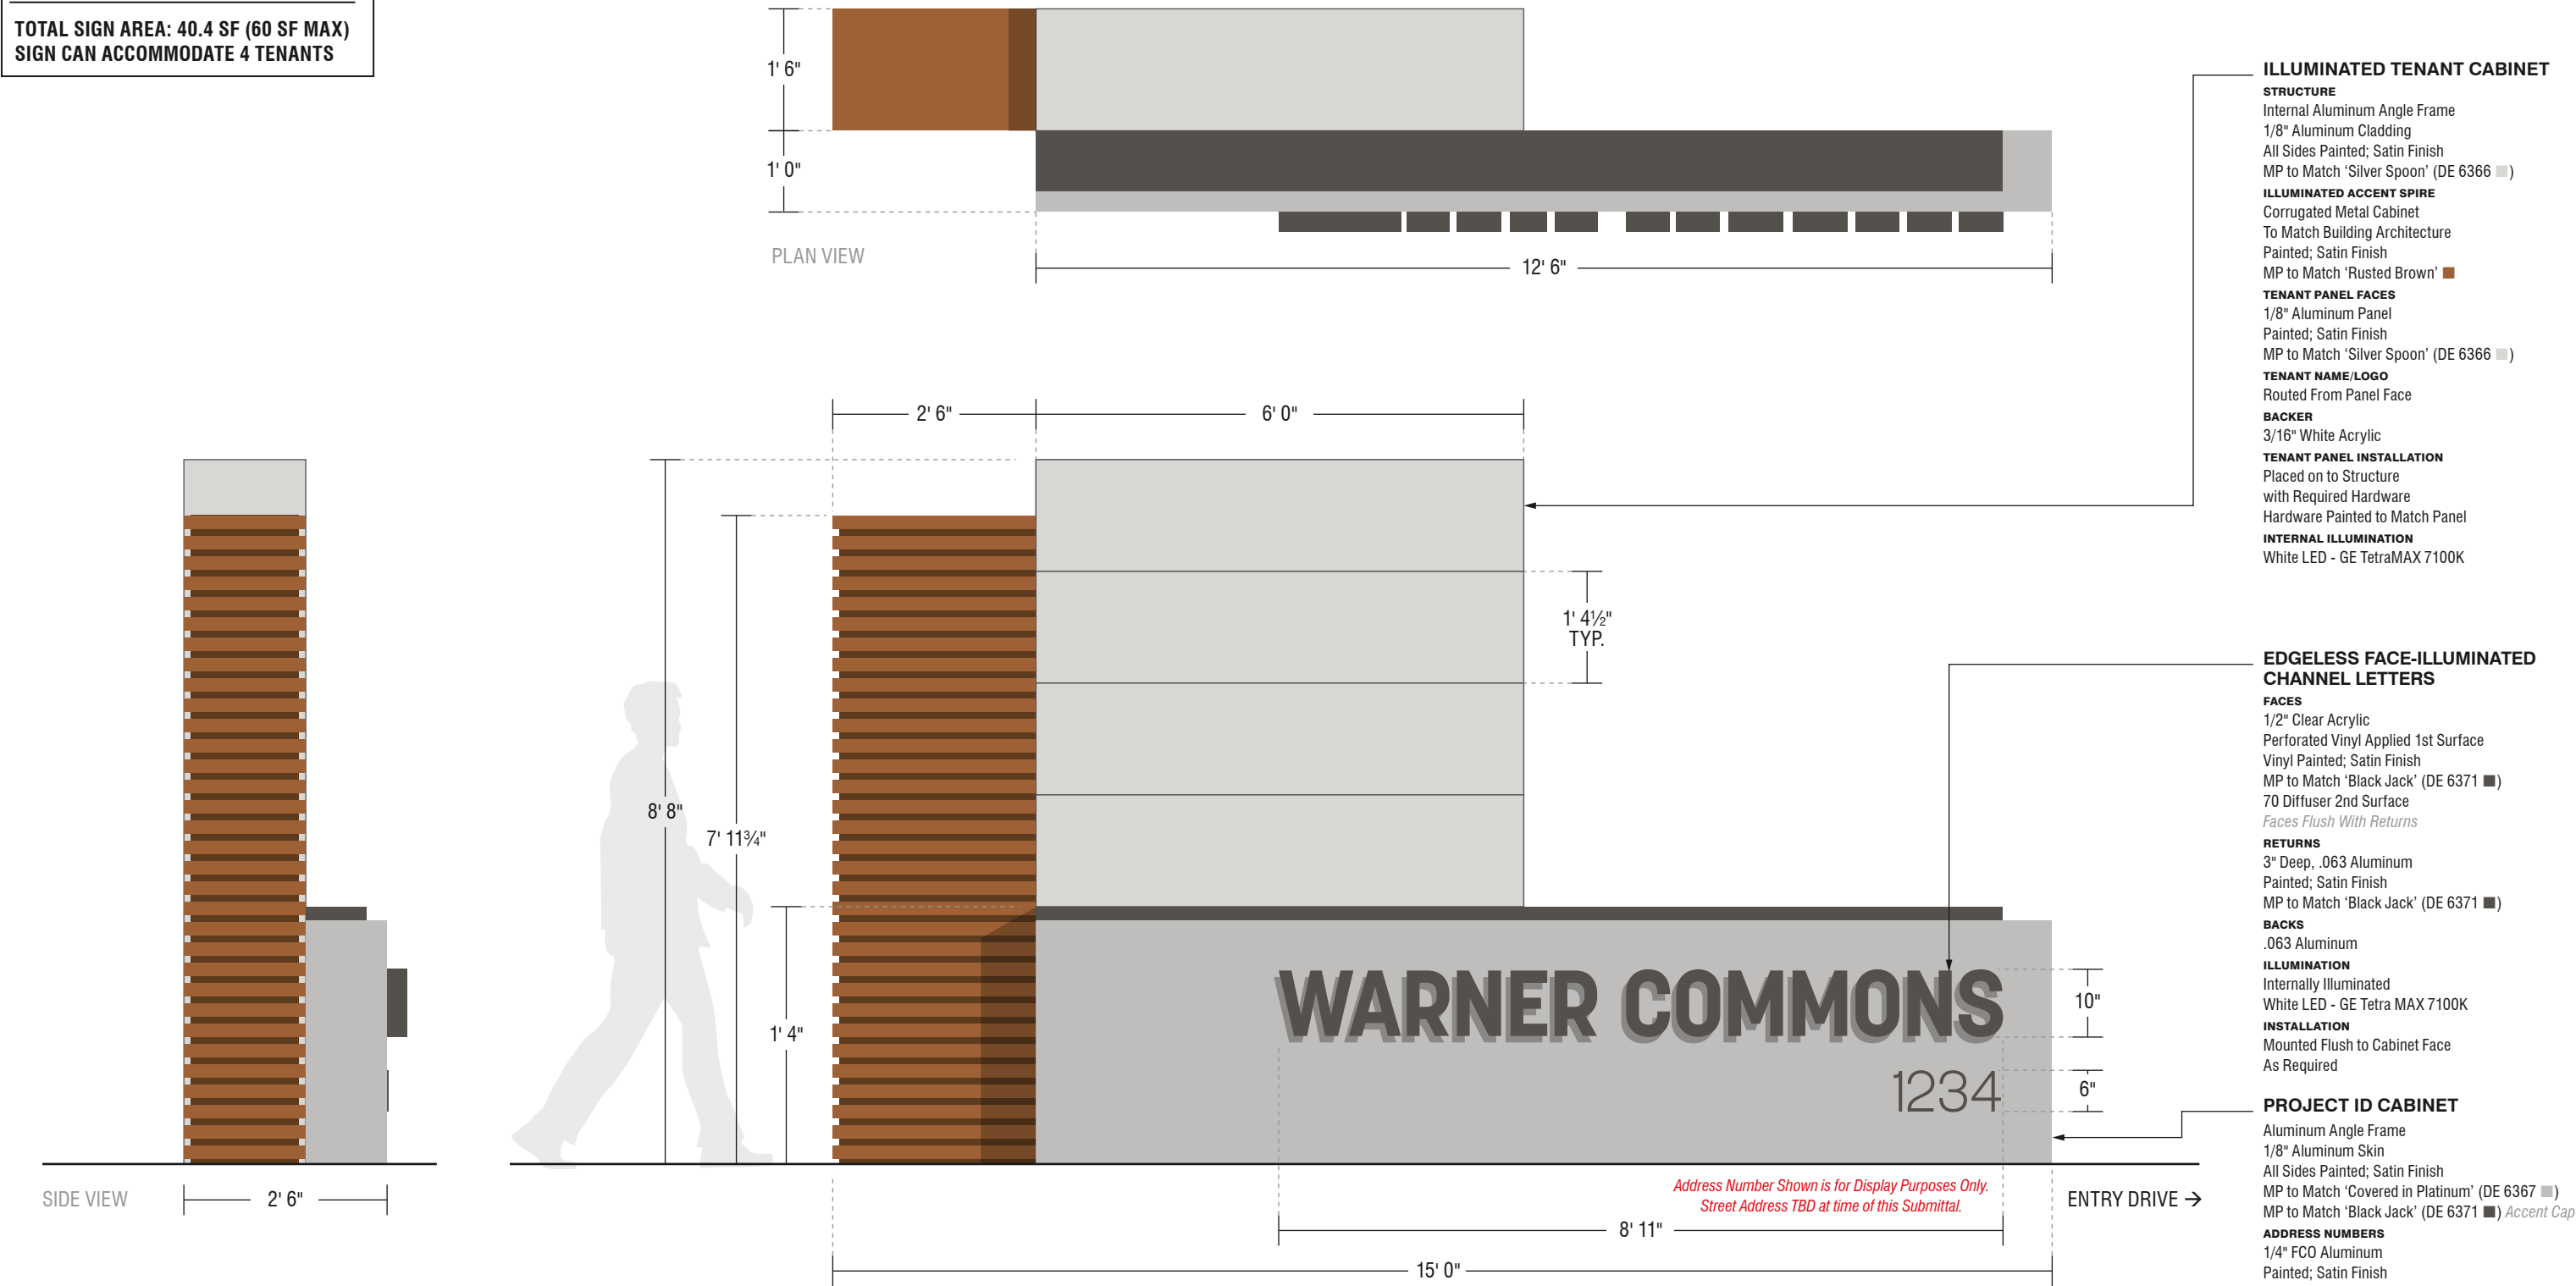 TOTAL SIGN AREA: 40.4 SF (60 SF MAX)
SIGN CAN ACCOMMODATE 4 TENANTS
1' 6"
1' 0"
PLAN VIEW
12' 6"
2' 6"
6' 0"
1' 4½"
TYP.
8' 8"
7' 11¾"
1' 4"
WARNER COMMONS
1234
10"
6"
SIDE VIEW
2' 6"
Address Number Shown is for Display Purposes Only.
Street Address TBD at time of this Submittal.
ENTRY DRIVE →
8' 11"
15' 0"
ILLUMINATED TENANT CABINET
STRUCTURE
Internal Aluminum Angle Frame
1/8" Aluminum Cladding
All Sides Painted; Satin Finish
MP to Match ‘Silver Spoon’ (DE 6366 ■)
ILLUMINATED ACCENT SPIRE
Corrugated Metal Cabinet
To Match Building Architecture
Painted; Satin Finish
MP to Match ‘Rusted Brown’ ■
TENANT PANEL FACES
1/8" Aluminum Panel
Painted; Satin Finish
MP to Match ‘Silver Spoon’ (DE 6366 ■)
TENANT NAME/LOGO
Routed From Panel Face
BACKER
3/16" White Acrylic
TENANT PANEL INSTALLATION
Placed on to Structure
with Required Hardware
Hardware Painted to Match Panel
INTERNAL ILLUMINATION
White LED - GE TetraMAX 7100K
EDGELESS FACE-ILLUMINATED
CHANNEL LETTERS
FACES
1/2" Clear Acrylic
Perforated Vinyl Applied 1st Surface
Vinyl Painted; Satin Finish
MP to Match ‘Black Jack’ (DE 6371 ■)
70 Diffuser 2nd Surface
Faces Flush With Returns
RETURNS
3" Deep, .063 Aluminum
Painted; Satin Finish
MP to Match ‘Black Jack’ (DE 6371 ■)
BACKS
.063 Aluminum
ILLUMINATION
Internally Illuminated
White LED - GE Tetra MAX 7100K
INSTALLATION
Mounted Flush to Cabinet Face
As Required
PROJECT ID CABINET
Aluminum Angle Frame
1/8" Aluminum Skin
All Sides Painted; Satin Finish
MP to Match ‘Covered in Platinum’ (DE 6367 ■)
MP to Match ‘Black Jack’ (DE 6371 ■) Accent Cap
ADDRESS NUMBERS
1/4" FCO Aluminum
Painted; Satin Finish